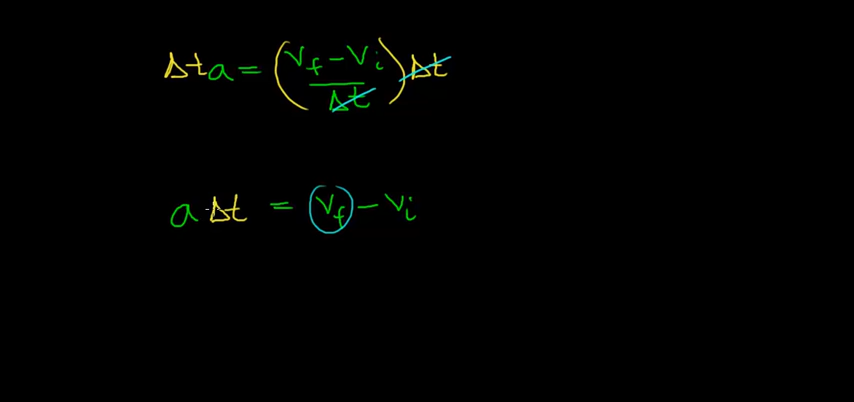 Δt a = (v_f - v_i / Δt) Δt
a Δt = v_f - v_i